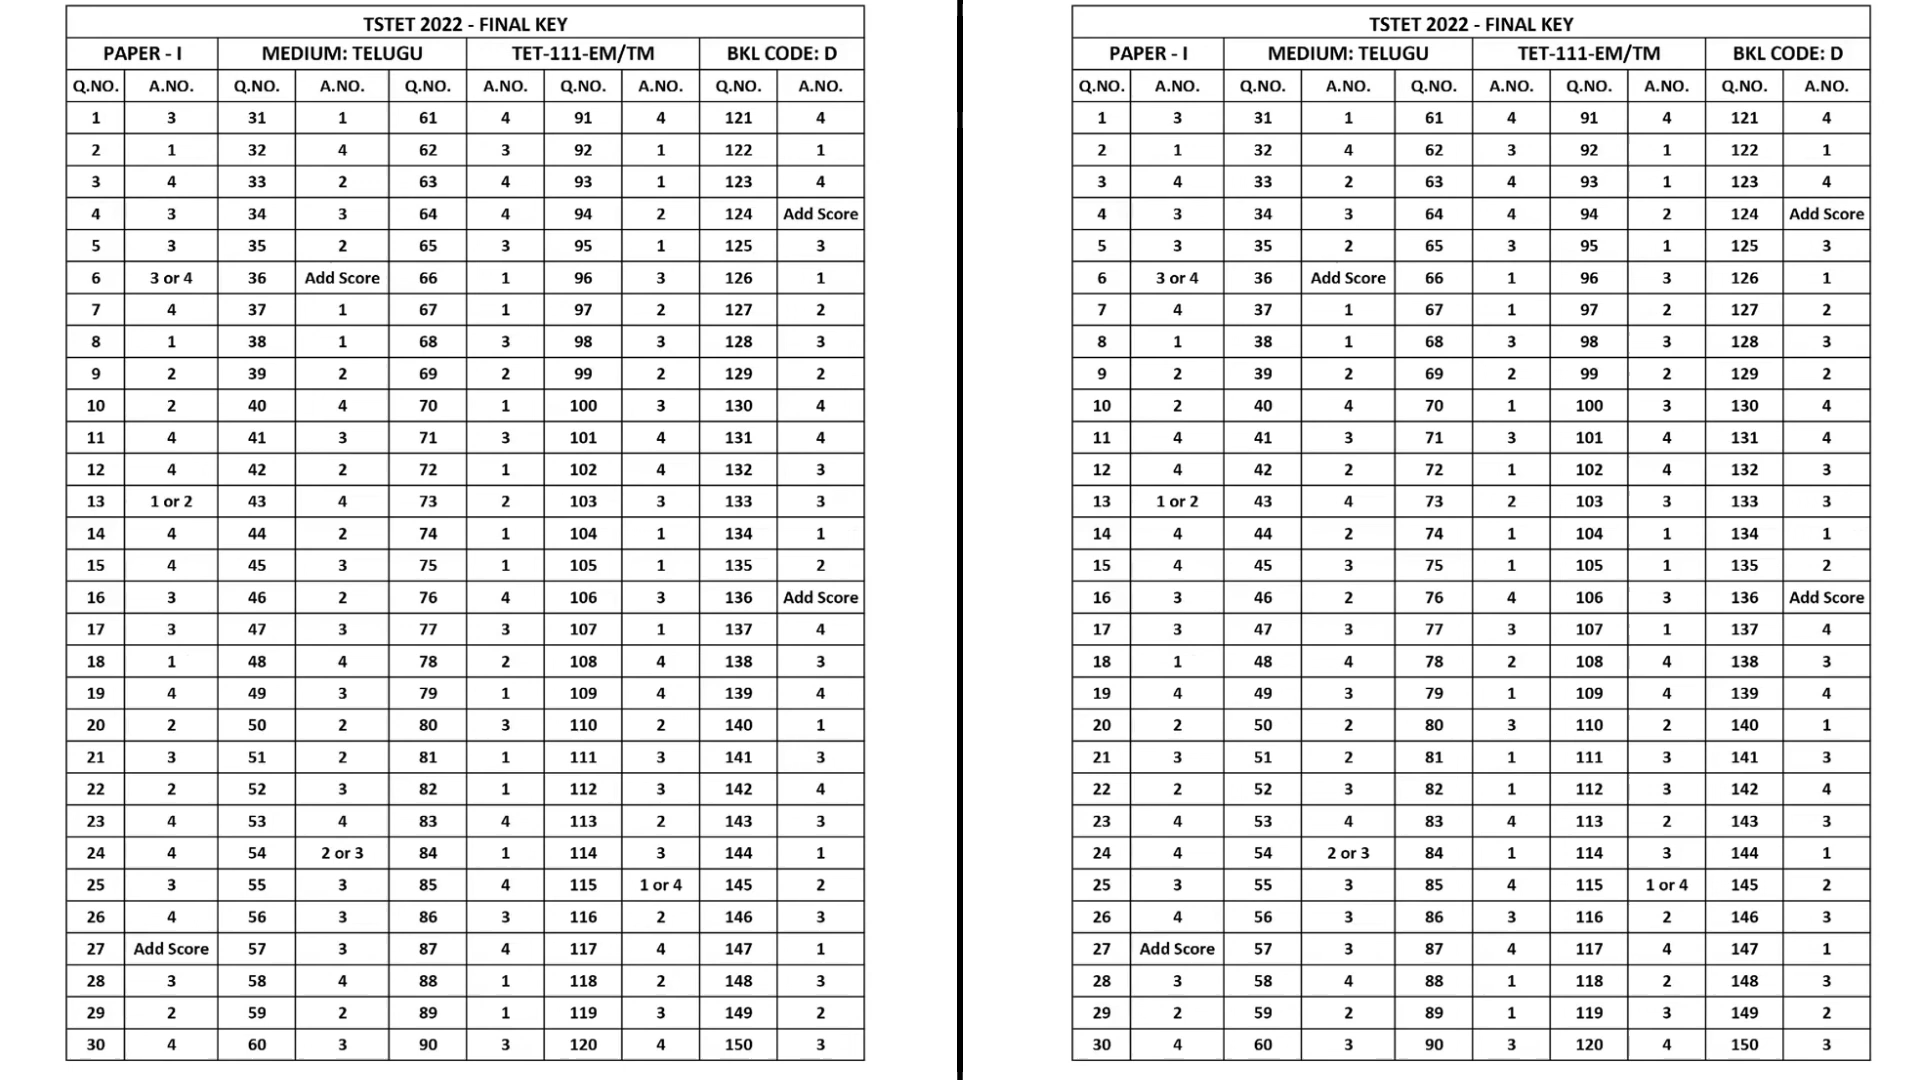 TSTET 2022 - FINAL KEY
PAPER - I MEDIUM: TELUGU TET-111-EM/TM BKL CODE: D
Q.NO. A.NO. Q.NO. A.NO. Q.NO. A.NO. Q.NO. A.NO. Q.NO. A.NO.
1 3 31 1 61 4 91 4 121 4
2 1 32 4 62 3 92 1 122 1
3 4 33 2 63 4 93 1 123 4
4 3 34 3 64 4 94 2 124 Add Score
5 3 35 2 65 3 95 1 125 3
6 3 or 4 36 Add Score 66 1 96 3 126 1
7 4 37 1 67 1 97 2 127 2
8 1 38 1 68 3 98 3 128 3
9 2 39 2 69 2 99 2 129 2
10 2 40 4 70 1 100 3 130 4
11 4 41 3 71 3 101 4 131 4
12 4 42 2 72 1 102 4 132 3
13 1 or 2 43 4 73 2 103 3 133 3
14 4 44 2 74 1 104 1 134 1
15 4 45 3 75 1 105 1 135 2
16 3 46 2 76 4 106 3 136 Add Score
17 3 47 3 77 3 107 1 137 4
18 1 48 4 78 2 108 4 138 3
19 4 49 3 79 1 109 4 139 4
20 2 50 2 80 3 110 2 140 1
21 3 51 2 81 1 111 3 141 3
22 2 52 3 82 1 112 3 142 4
23 4 53 4 83 4 113 2 143 3
24 4 54 2 or 3 84 1 114 3 144 1
25 3 55 3 85 4 115 1 or 4 145 2
26 4 56 3 86 3 116 2 146 3
27 Add Score 57 3 87 4 117 4 147 1
28 3 58 4 88 1 118 2 148 3
29 2 59 2 89 1 119 3 149 2
30 4 60 3 90 3 120 4 150 3
TSTET 2022 - FINAL KEY
PAPER - I MEDIUM: TELUGU TET-111-EM/TM BKL CODE: D
Q.NO. A.NO. Q.NO. A.NO. Q.NO. A.NO. Q.NO. A.NO. Q.NO. A.NO.
1 3 31 1 61 4 91 4 121 4
2 1 32 4 62 3 92 1 122 1
3 4 33 2 63 4 93 1 123 4
4 3 34 3 64 4 94 2 124 Add Score
5 3 35 2 65 3 95 1 125 3
6 3 or 4 36 Add Score 66 1 96 3 126 1
7 4 37 1 67 1 97 2 127 2
8 1 38 1 68 3 98 3 128 3
9 2 39 2 69 2 99 2 129 2
10 2 40 4 70 1 100 3 130 4
11 4 41 3 71 3 101 4 131 4
12 4 42 2 72 1 102 4 132 3
13 1 or 2 43 4 73 2 103 3 133 3
14 4 44 2 74 1 104 1 134 1
15 4 45 3 75 1 105 1 135 2
16 3 46 2 76 4 106 3 136 Add Score
17 3 47 3 77 3 107 1 137 4
18 1 48 4 78 2 108 4 138 3
19 4 49 3 79 1 109 4 139 4
20 2 50 2 80 3 110 2 140 1
21 3 51 2 81 1 111 3 141 3
22 2 52 3 82 1 112 3 142 4
23 4 53 4 83 4 113 2 143 3
24 4 54 2 or 3 84 1 114 3 144 1
25 3 55 3 85 4 115 1 or 4 145 2
26 4 56 3 86 3 116 2 146 3
27 Add Score 57 3 87 4 117 4 147 1
28 3 58 4 88 1 118 2 148 3
29 2 59 2 89 1 119 3 149 2
30 4 60 3 90 3 120 4 150 3